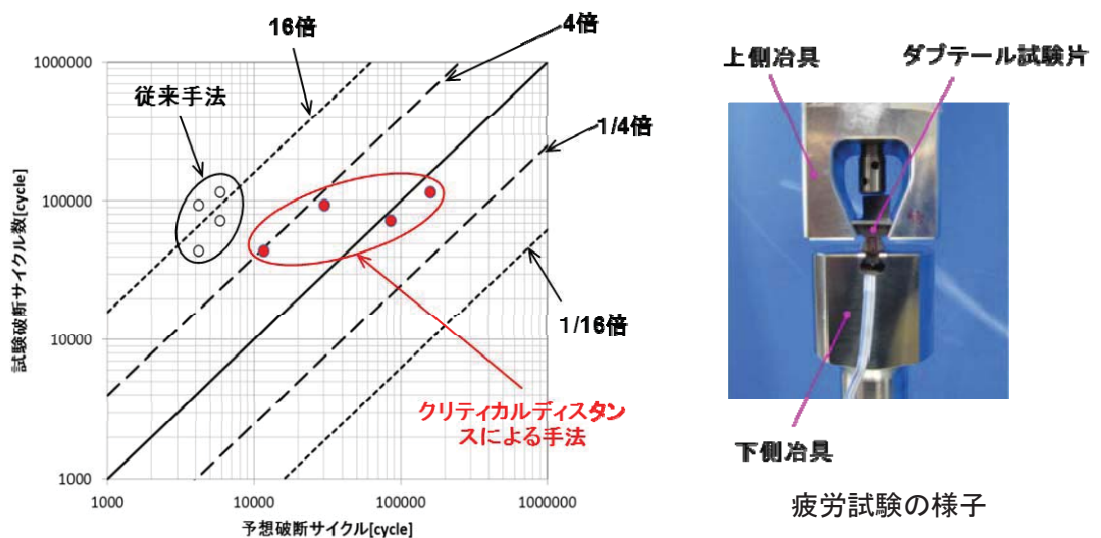 16倍
4倍
従来手法
1/4倍
1000000
100000
10000
1000
試験破断サイクル数[cycle]
1/16倍
クリティカルディスタン
スによる手法
1000
10000
100000
1000000
予想破断サイクル[cycle]
上側冶具
ダブテール試験片
下側冶具
疲労試験の様子